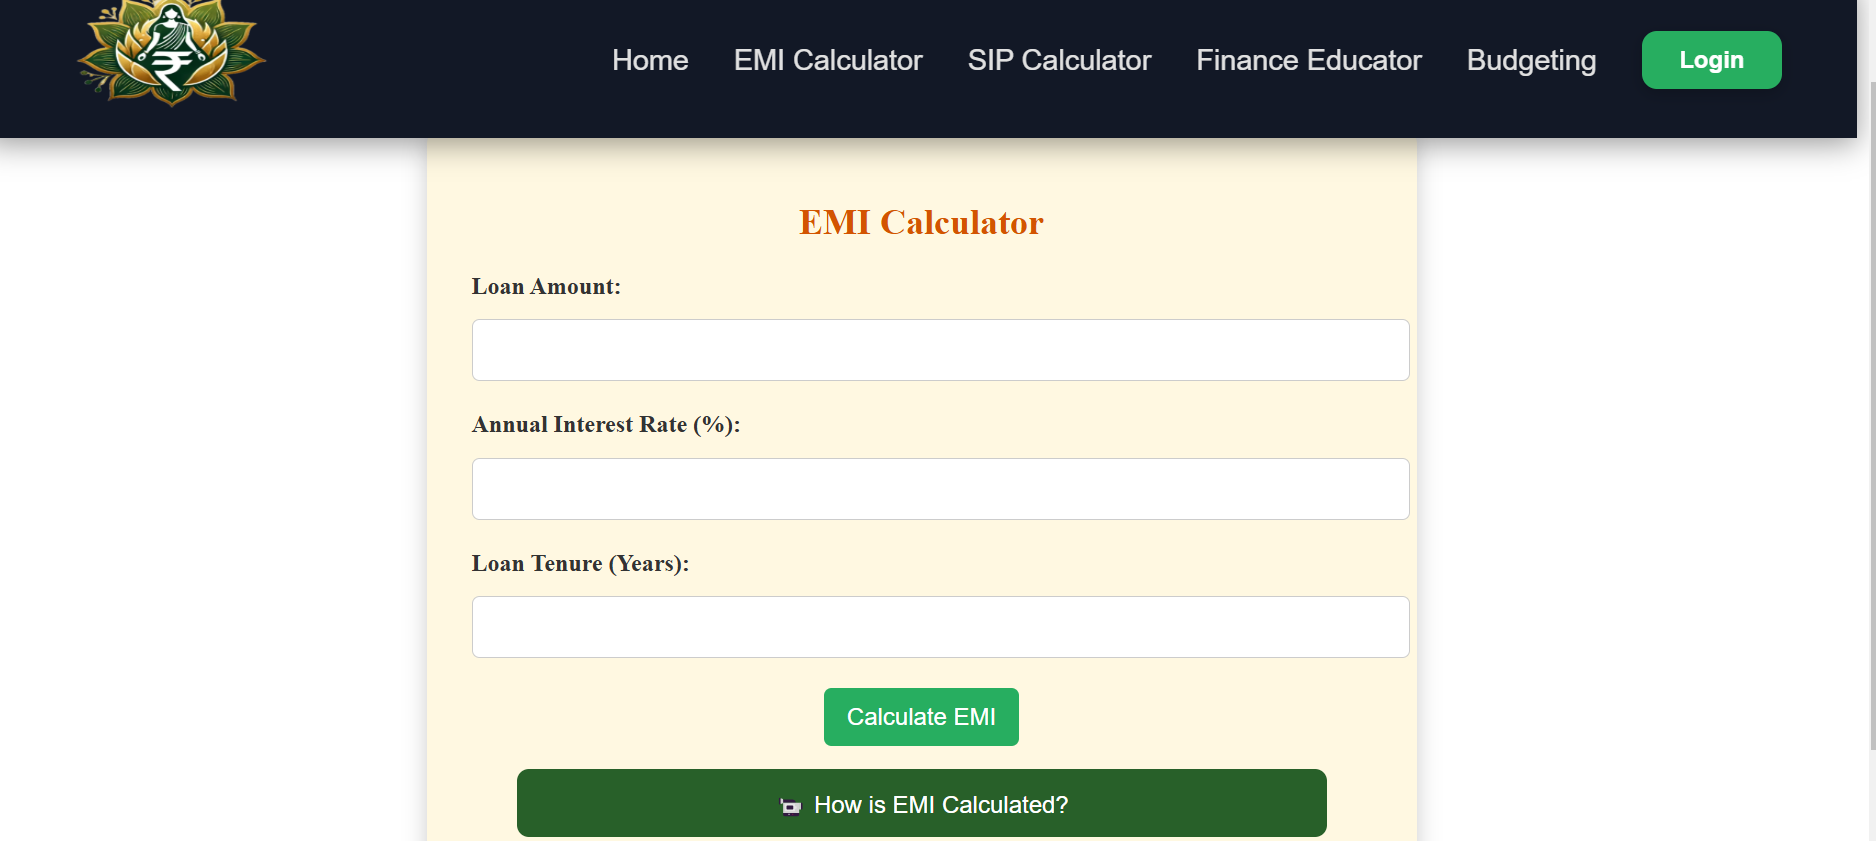 ₹
Home EMI Calculator SIP Calculator Finance Educator Budgeting Login
EMI Calculator
Loan Amount:
Annual Interest Rate (%):
Loan Tenure (Years):
Calculate EMI
How is EMI Calculated?